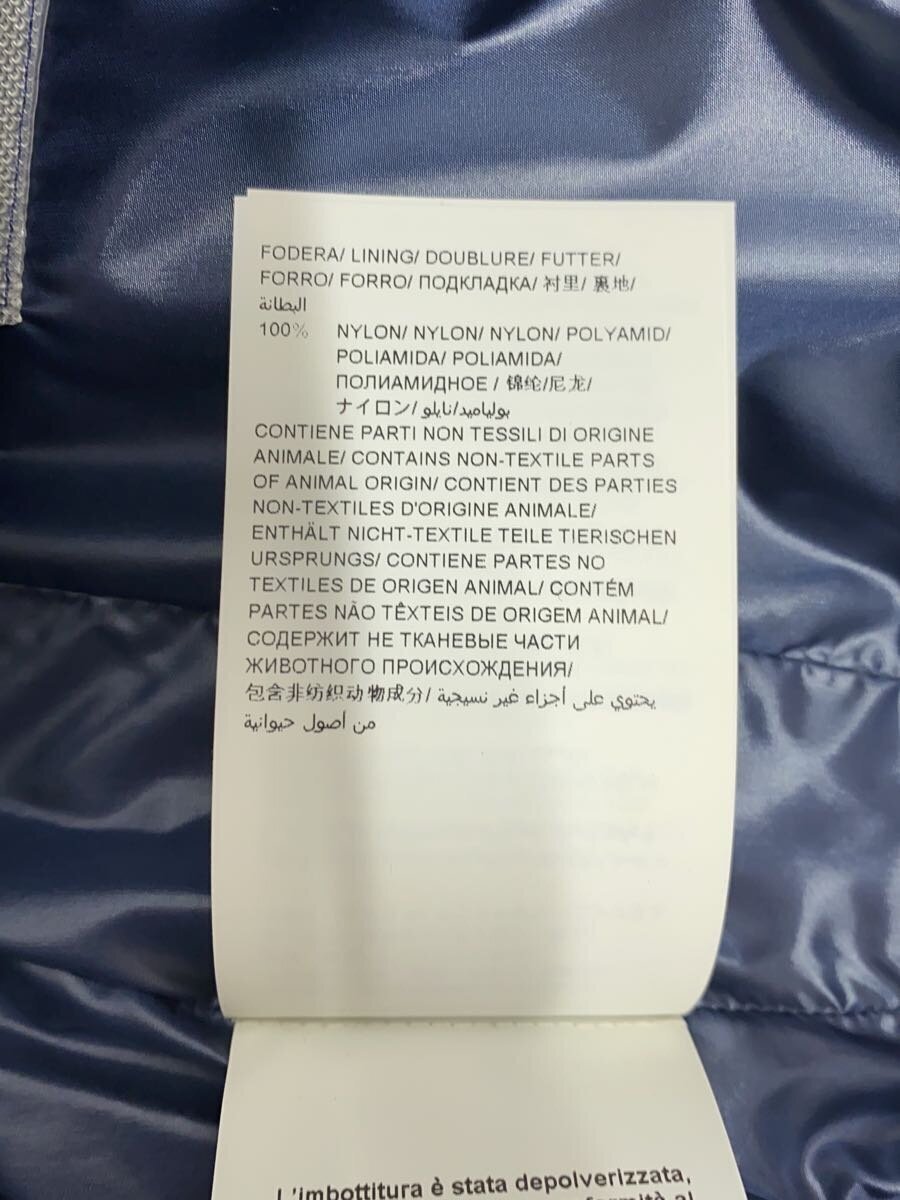 FODERA/ LINING/ DOUBLURE/ FUTTER/
FORRO/ FORRO/ ПОДКЛАДКА/ 衬里/ 裏地/
البطانة
100% NYLON/ NYLON/ NYLON/ POLYAMID/
POLIAMIDA/ POLIAMIDA/
ПОЛИАМИДНОЕ / 锦纶/尼龙/
ナイロン/ بولياميد/نايلو
CONTIENE PARTI NON TESSILI DI ORIGINE
ANIMALE/ CONTAINS NON-TEXTILE PARTS
OF ANIMAL ORIGIN/ CONTIENT DES PARTIES
NON-TEXTILES D'ORIGINE ANIMALE/
ENTHÄLT NICHT-TEXTILE TEILE TIERISCHEN
URSPRUNGS/ CONTIENE PARTES NO
TEXTILES DE ORIGEN ANIMAL/ CONTÉM
PARTES NÃO TÊXTEIS DE ORIGEM ANIMAL/
СОДЕРЖИТ НЕ ТКАНЕВЫЕ ЧАСТИ
ЖИВОТНОГО ПРОИСХОЖДЕНИЯ/
包含非纺织动物成分/ يحتوي على أجزاء غير نسيجية
من أصول حيوانية
L'imbottitura è stata depolverizzata,